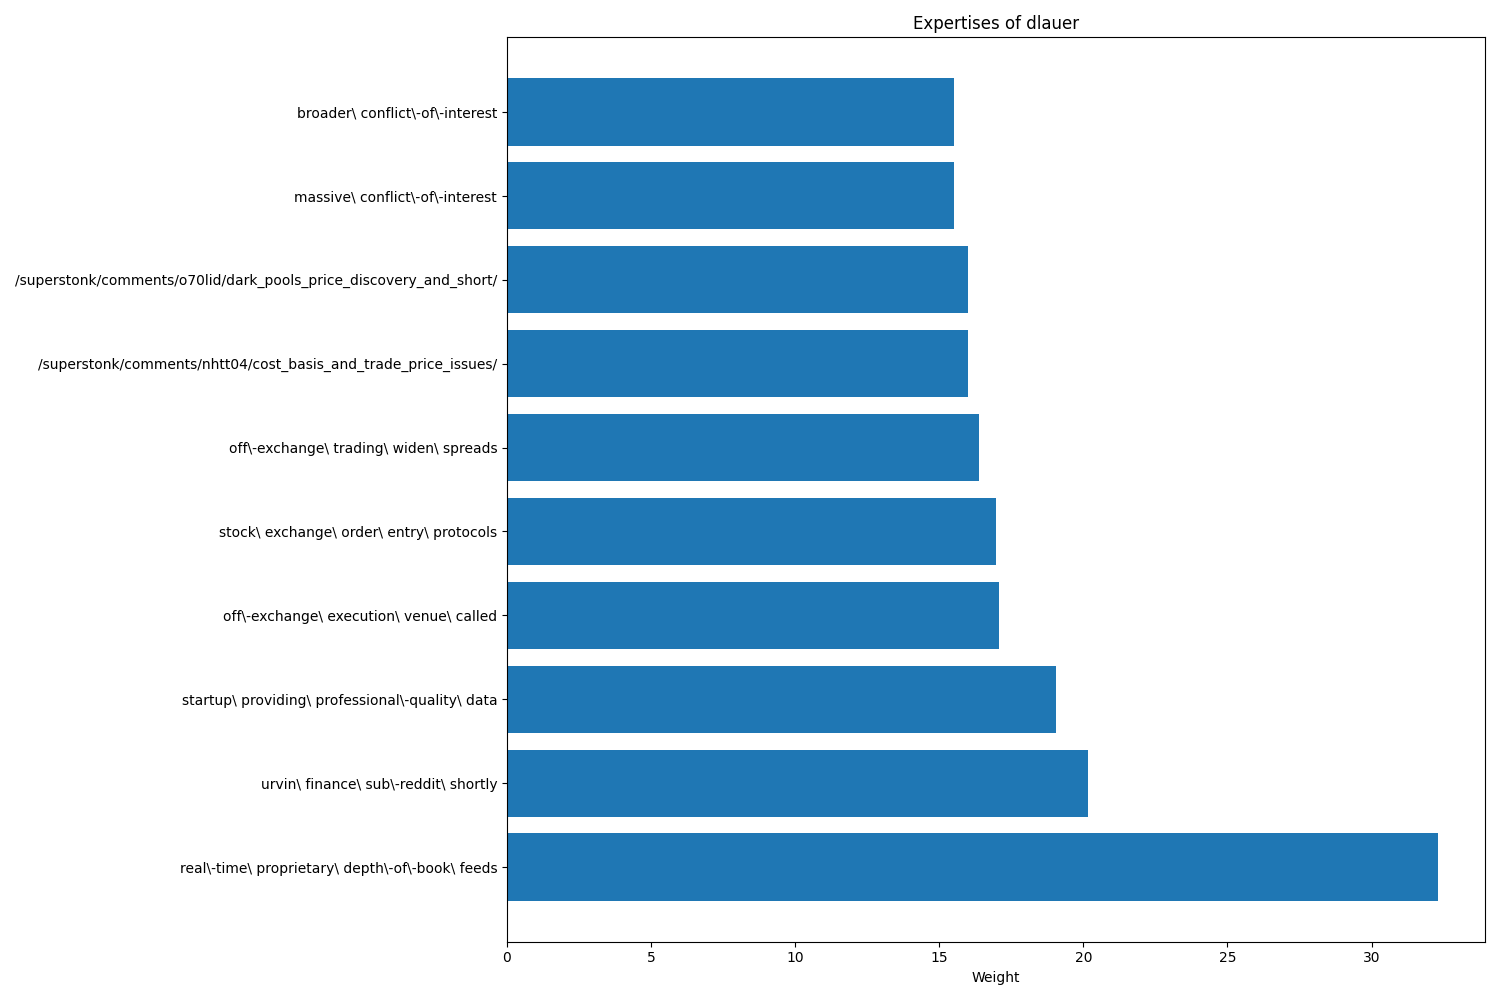 Expertises of dlauer
broader\ conflict\-of\-interest
massive\ conflict\-of\-interest
/superstonk/comments/o70lid/dark_pools_price_discovery_and_short/
/superstonk/comments/nhtt04/cost_basis_and_trade_price_issues/
off\-exchange\ trading\ widen\ spreads
stock\ exchange\ order\ entry\ protocols
off\-exchange\ execution\ venue\ called
startup\ providing\ professional\-quality\ data
urvin\ finance\ sub\-reddit\ shortly
real\-time\ proprietary\ depth\-of\-book\ feeds
0 5 10 15 20 25 30
Weight